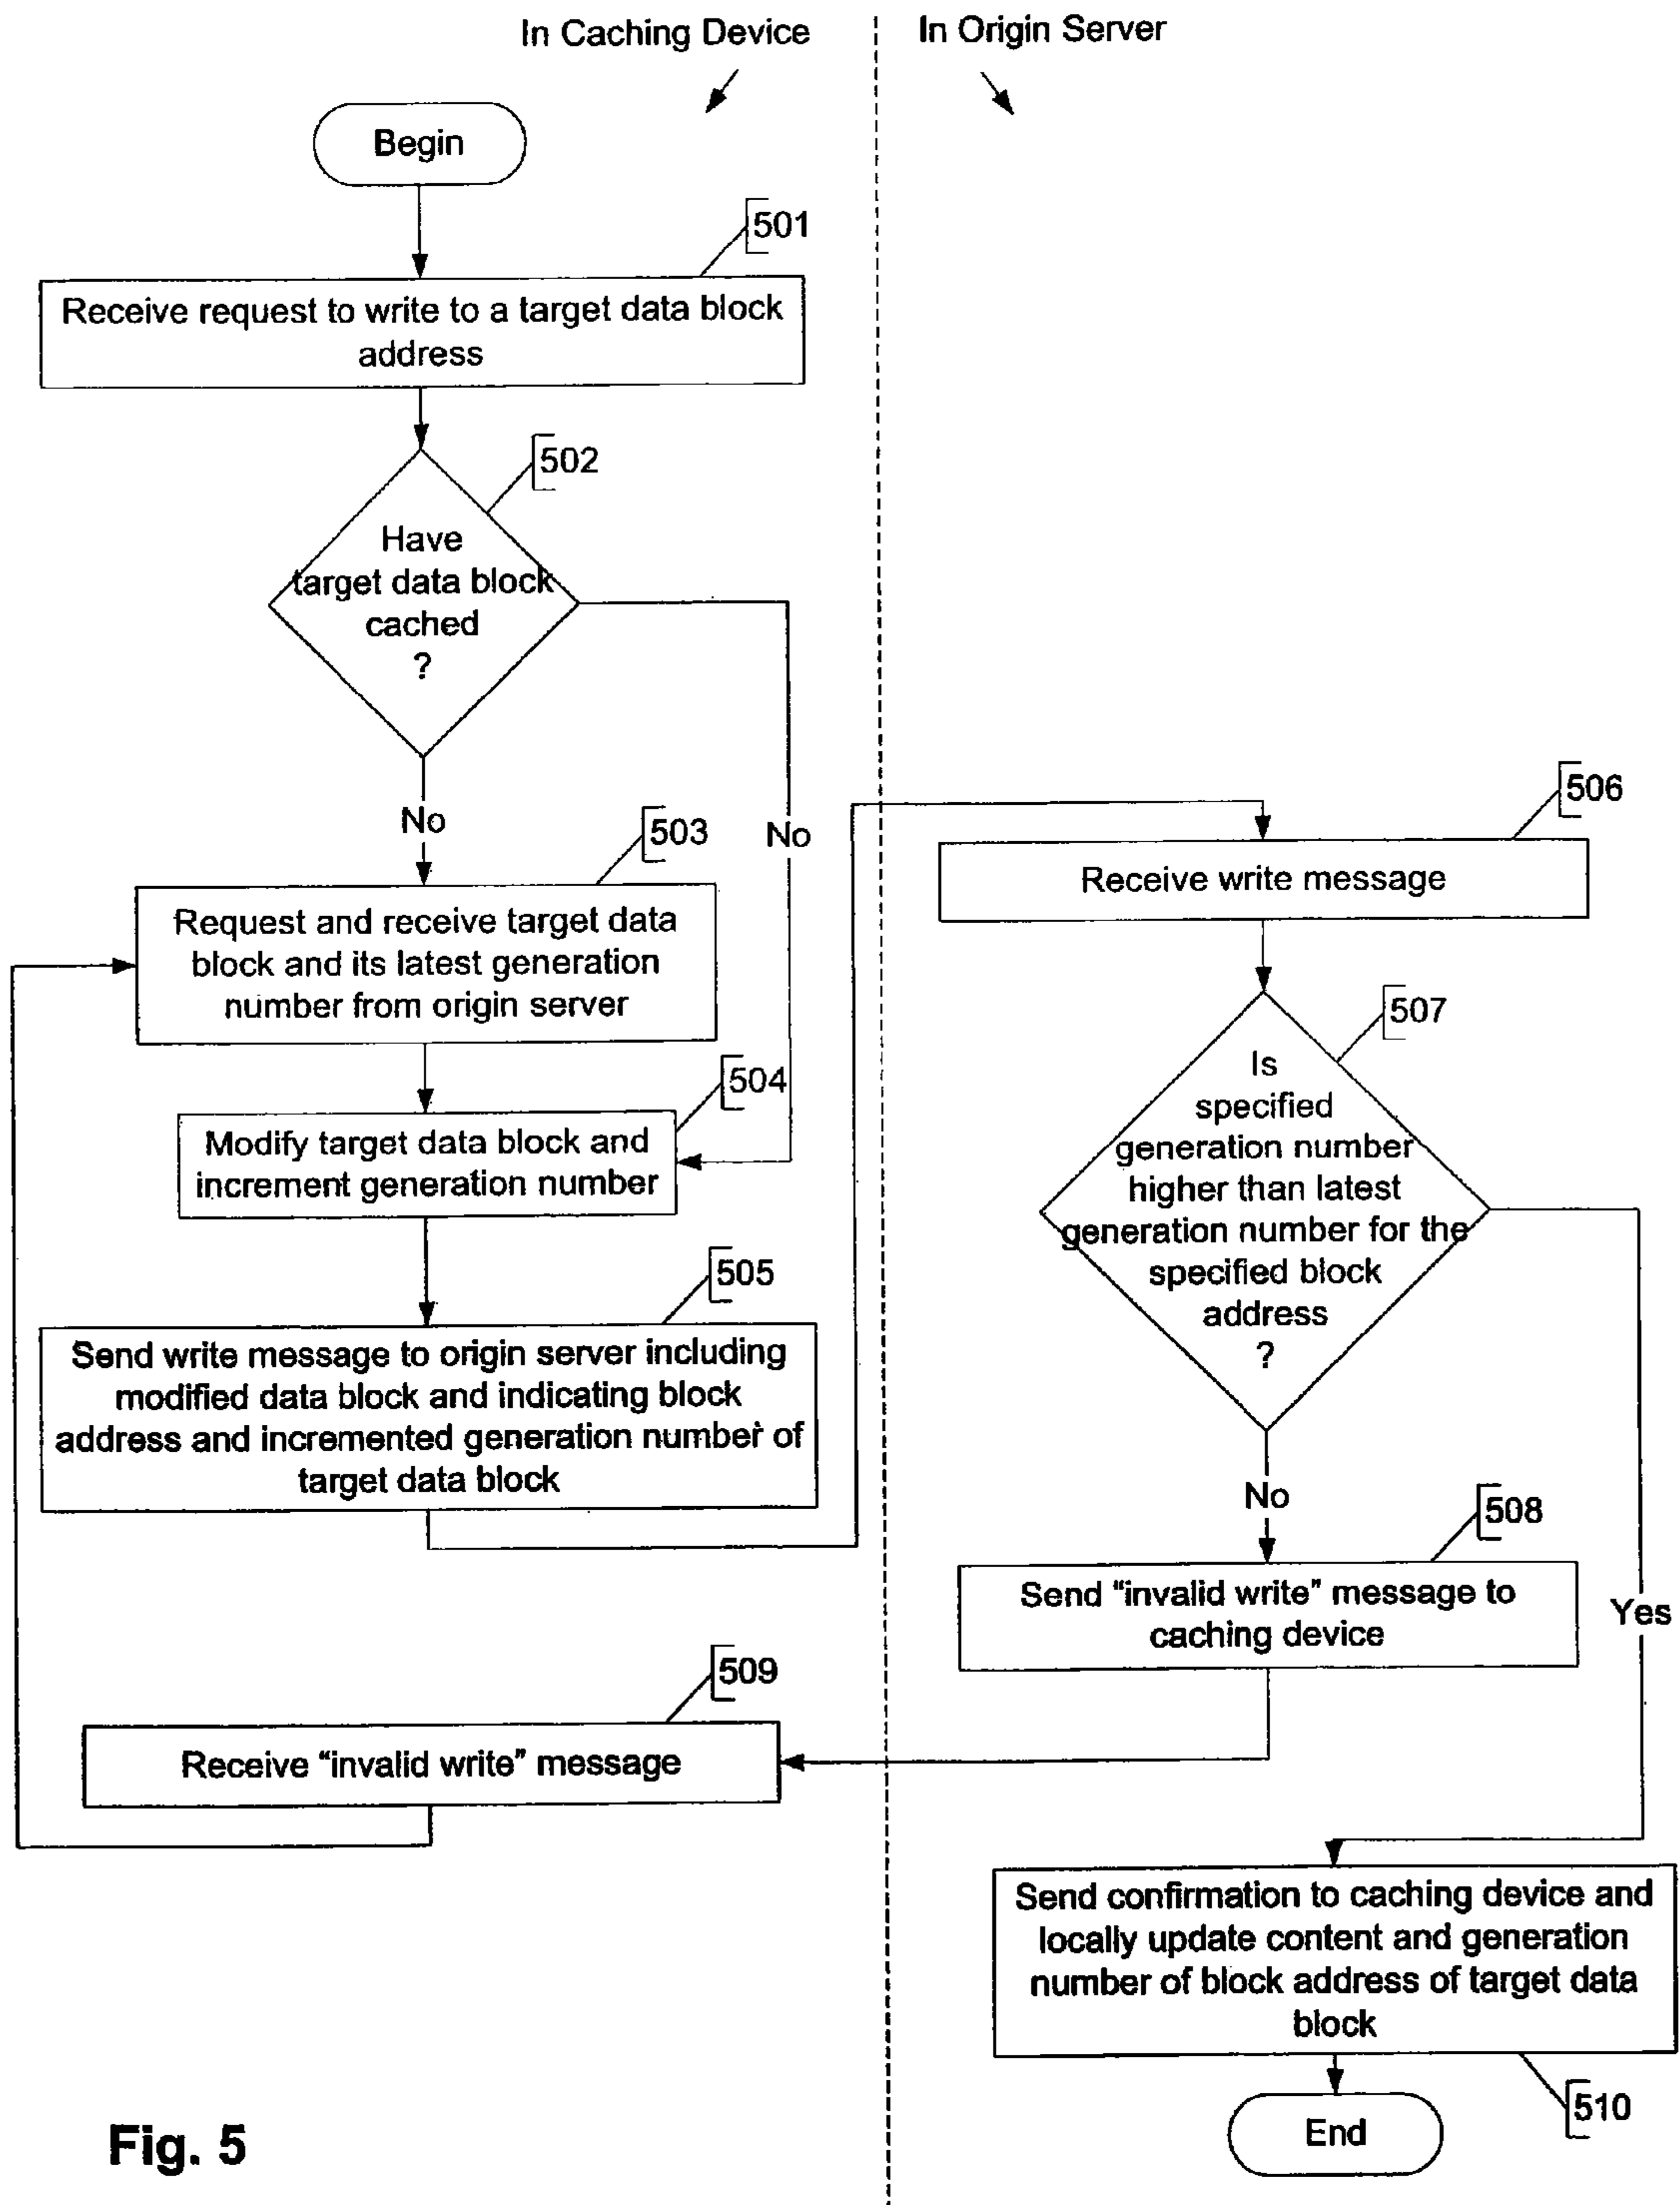 In Caching Device
In Origin Server
Begin
501
Receive request to write to a target data block
address
502
Have
target data block
cached
?
No
No
503
Request and receive target data
block and its latest generation
number from origin server
504
Modify target data block and
increment generation number
505
Send write message to origin server including
modified data block and indicating block
address and incremented generation number of
target data block
506
Receive write message
507
Is
specified
generation number
higher than latest
generation number for the
specified block
address
?
No
Yes
508
Send “invalid write” message to
caching device
509
Receive “invalid write” message
Send confirmation to caching device and
locally update content and generation
number of block address of target data
block
510
End
Fig. 5